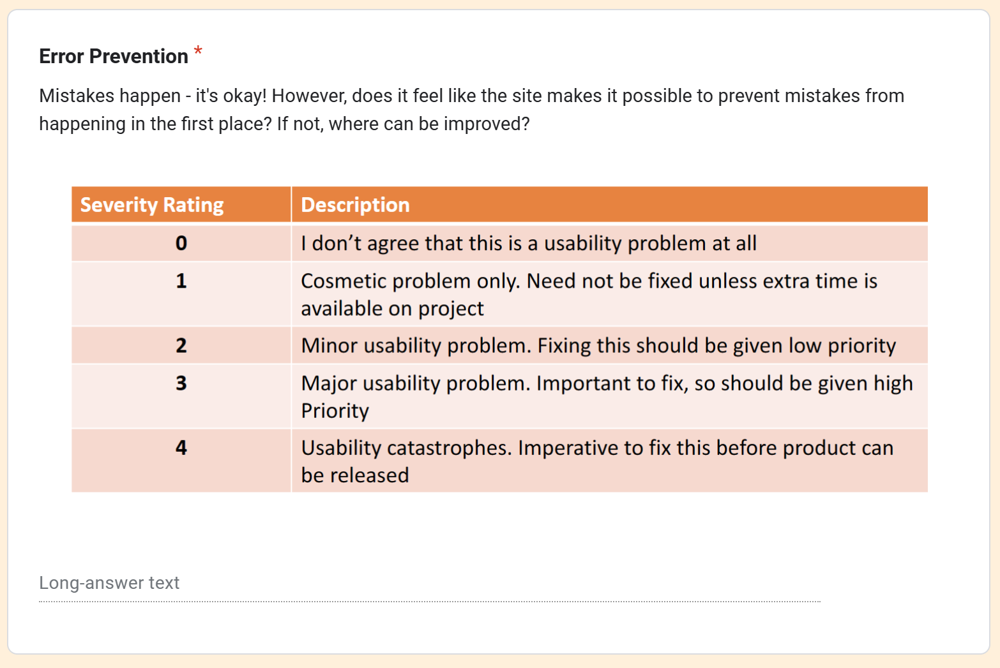 Error Prevention *
Mistakes happen - it's okay! However, does it feel like the site makes it possible to prevent mistakes from
happening in the first place? If not, where can be improved?
Severity Rating Description
0 I don’t agree that this is a usability problem at all
1 Cosmetic problem only. Need not be fixed unless extra time is
available on project
2 Minor usability problem. Fixing this should be given low priority
3 Major usability problem. Important to fix, so should be given high
Priority
4 Usability catastrophes. Imperative to fix this before product can
be released
Long-answer text